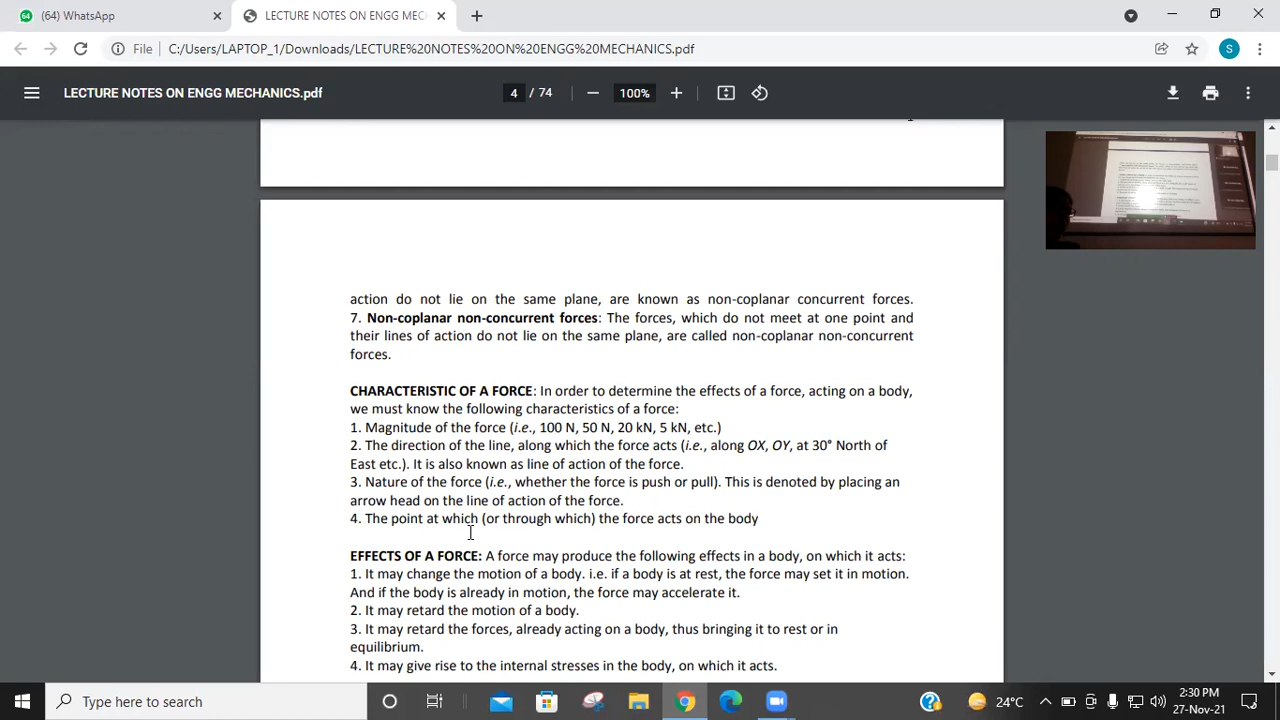 (64) WhatsApp
LECTURE NOTES ON ENGG MEC
File
C:/Users/LAPTOP_1/Downloads/LECTURE%20NOTES%20ON%20ENGG%20MECHANICS.pdf
S
LECTURE NOTES ON ENGG MECHANICS.pdf
4 / 74
100%
action do not lie on the same plane, are known as non-coplanar concurrent forces.
7. Non-coplanar non-concurrent forces: The forces, which do not meet at one point and
their lines of action do not lie on the same plane, are called non-coplanar non-concurrent
forces.
CHARACTERISTIC OF A FORCE: In order to determine the effects of a force, acting on a body,
we must know the following characteristics of a force:
1. Magnitude of the force (i.e., 100 N, 50 N, 20 kN, 5 kN, etc.)
2. The direction of the line, along which the force acts (i.e., along OX, OY, at 30° North of
East etc.). It is also known as line of action of the force.
3. Nature of the force (i.e., whether the force is push or pull). This is denoted by placing an
arrow head on the line of action of the force.
4. The point at which (or through which) the force acts on the body
EFFECTS OF A FORCE: A force may produce the following effects in a body, on which it acts:
1. It may change the motion of a body. i.e. if a body is at rest, the force may set it in motion.
And if the body is already in motion, the force may accelerate it.
2. It may retard the motion of a body.
3. It may retard the forces, already acting on a body, thus bringing it to rest or in
equilibrium.
4. It may give rise to the internal stresses in the body, on which it acts.
Type here to search
24°C
2:30 PM
27-Nov-21